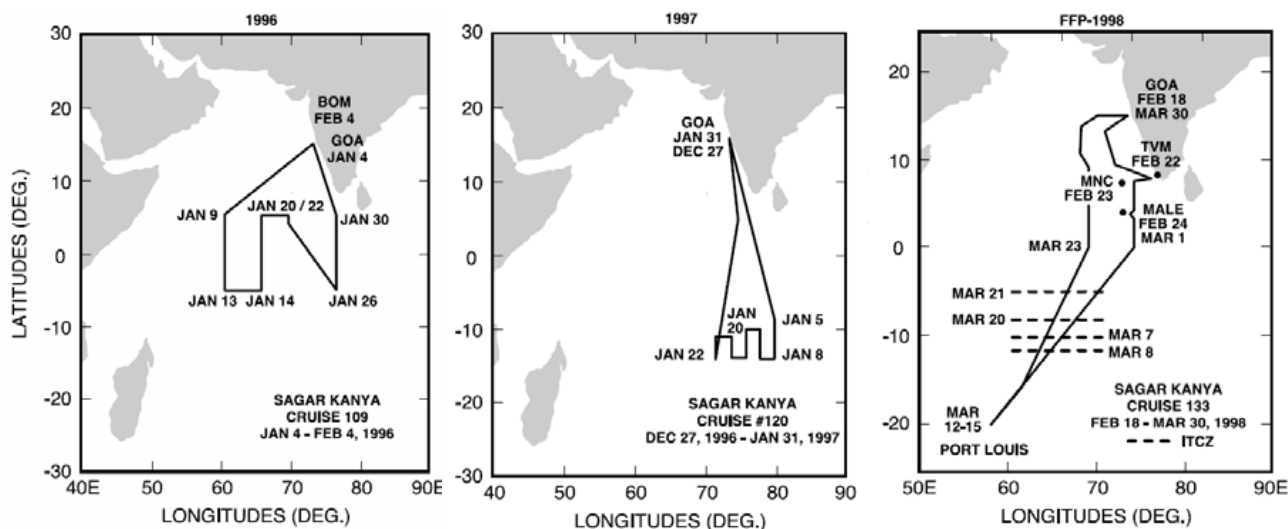 1996
30
20
10
0
-10
-20
-30
40E
50
60
70
80
90E
LATITUDES (DEG.)
LONGITUDES (DEG.)
BOM
FEB 4
GOA
JAN 4
JAN 9
JAN 20 / 22
JAN 30
JAN 13
JAN 14
JAN 26
SAGAR KANYA
CRUISE 109
JAN 4 - FEB 4, 1996
1997
30
20
10
0
-10
-20
-30
40
50
60
70
80
90
LONGITUDES (DEG.)
GOA
JAN 31
DEC 27
JAN
20
JAN 5
JAN 22
JAN 8
SAGAR KANYA
CRUISE #120
DEC 27, 1996 - JAN 31, 1997
FFP-1998
20
10
0
-10
-20
50E
60
70
80
90
LONGITUDES (DEG.)
GOA
FEB 18
MAR 30
TVM
FEB 22
MNC
FEB 23
MALE
FEB 24
MAR 1
MAR 23
MAR 21
MAR 20
MAR 7
MAR 8
MAR
12-15
PORT LOUIS
SAGAR KANYA
CRUISE 133
FEB 18 - MAR 30, 1998
ITCZ